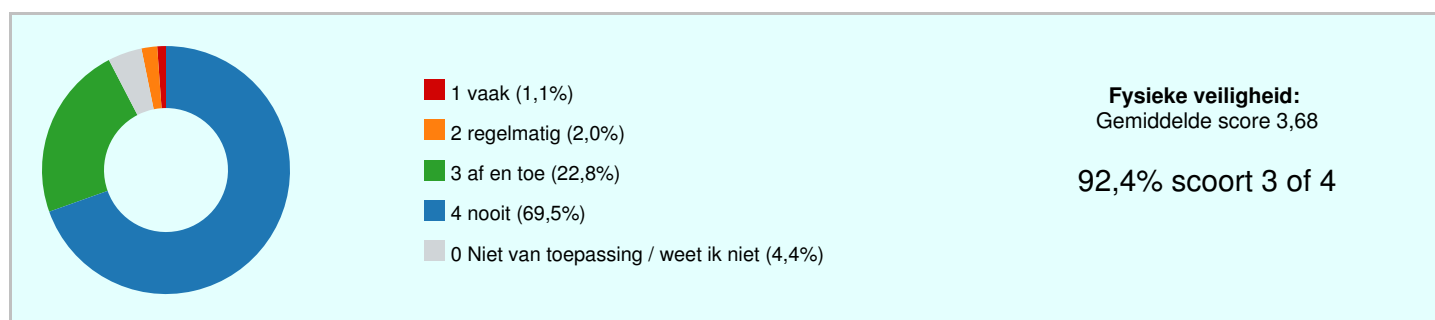 1 vaak (1,1%)
2 regelmatig (2,0%)
3 af en toe (22,8%)
4 nooit (69,5%)
0 Niet van toepassing / weet ik niet (4,4%)
Fysieke veiligheid:
Gemiddelde score 3,68
92,4% scoort 3 of 4